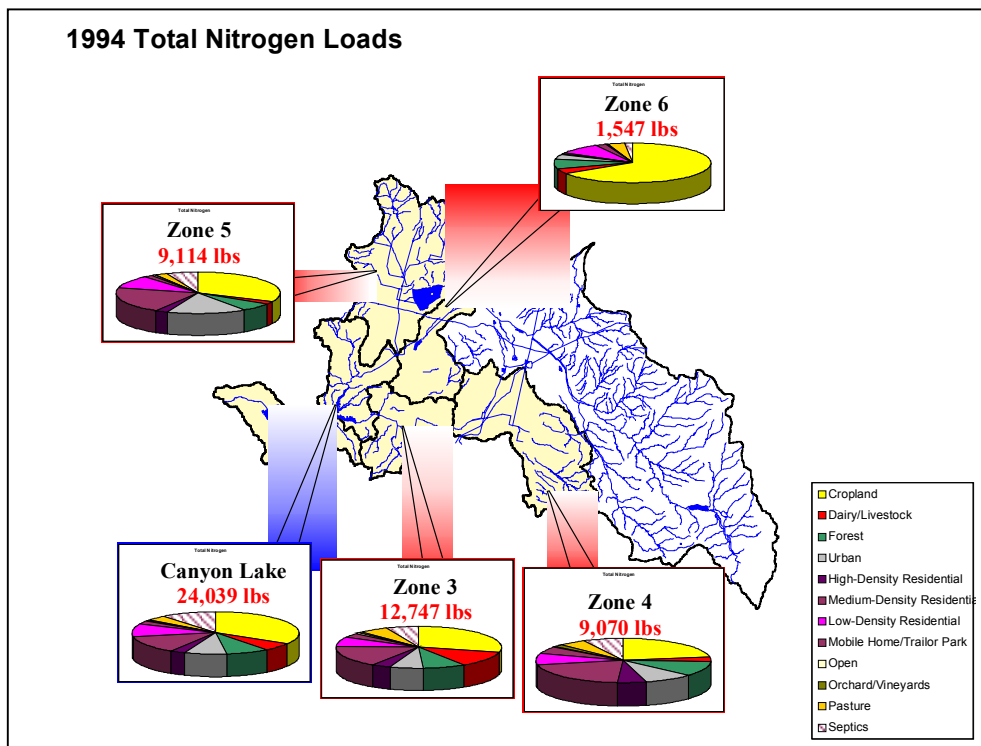 1994 Total Nitrogen Loads
Total Nitrogen
Zone 6
1,547 lbs
Total Nitrogen
Zone 5
9,114 lbs
Total Nitrogen
Canyon Lake
24,039 lbs
Total Nitrogen
Zone 3
12,747 lbs
Total Nitrogen
Zone 4
9,070 lbs
Cropland
Dairy/Livestock
Forest
Urban
High-Density Residential
Medium-Density Residentia
Low-Density Residential
Mobile Home/Trailor Park
Open
Orchard/Vineyards
Pasture
Septics